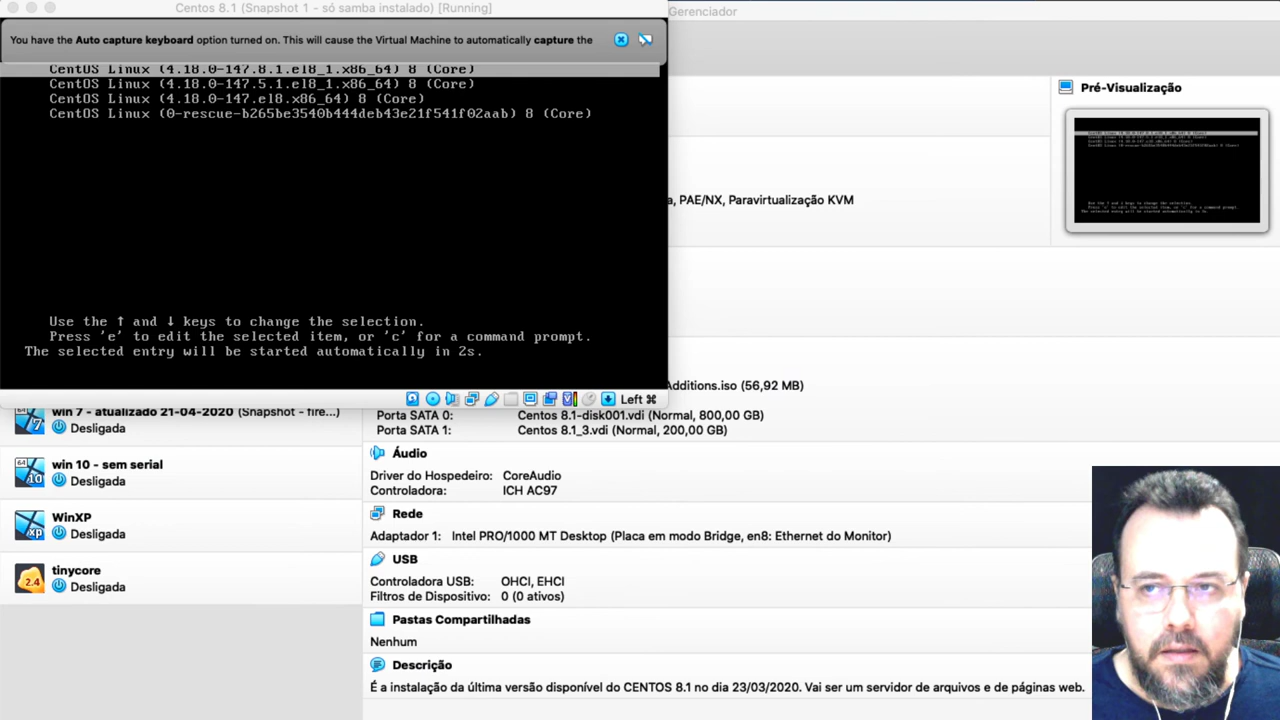 Centos 8.1 (Snapshot 1 - só samba instalado) [Running]
Gerenciador
You have the Auto capture keyboard option turned on. This will cause the Virtual Machine to automatically capture the
CentOS Linux (4.18.0-147.8.1.el8_1.x86_64) 8 (Core)
CentOS Linux (4.18.0-147.5.1.el8_1.x86_64) 8 (Core)
CentOS Linux (4.18.0-147.el8.x86_64) 8 (Core)
CentOS Linux (0-rescue-b265be3540b444deb43e21f541f02aab) 8 (Core)
Use the ↑ and ↓ keys to change the selection.
Press 'e' to edit the selected item, or 'c' for a command prompt.
The selected entry will be started automatically in 2s.
Left ⌘
Pré-Visualização
a, PAE/NX, Paravirtualização KVM
Additions.iso (56,92 MB)
Porta SATA 0: Centos 8.1-disk001.vdi (Normal, 800,00 GB)
Porta SATA 1: Centos 8.1_3.vdi (Normal, 200,00 GB)
Áudio
Driver do Hospedeiro: CoreAudio
Controladora: ICH AC97
Rede
Adaptador 1: Intel PRO/1000 MT Desktop (Placa em modo Bridge, en8: Ethernet do Monitor)
USB
Controladora USB: OHCI, EHCI
Filtros de Dispositivo: 0 (0 ativos)
Pastas Compartilhadas
Nenhum
Descrição
É a instalação da última versão disponível do CENTOS 8.1 no dia 23/03/2020. Vai ser um servidor de arquivos e de páginas web.
win 7 - atualizado 21-04-2020 (Snapshot - fire...)
7
Desligada
64
win 10 - sem serial
10
Desligada
WinXP
xp
Desligada
tinycore
2.4
Desligada